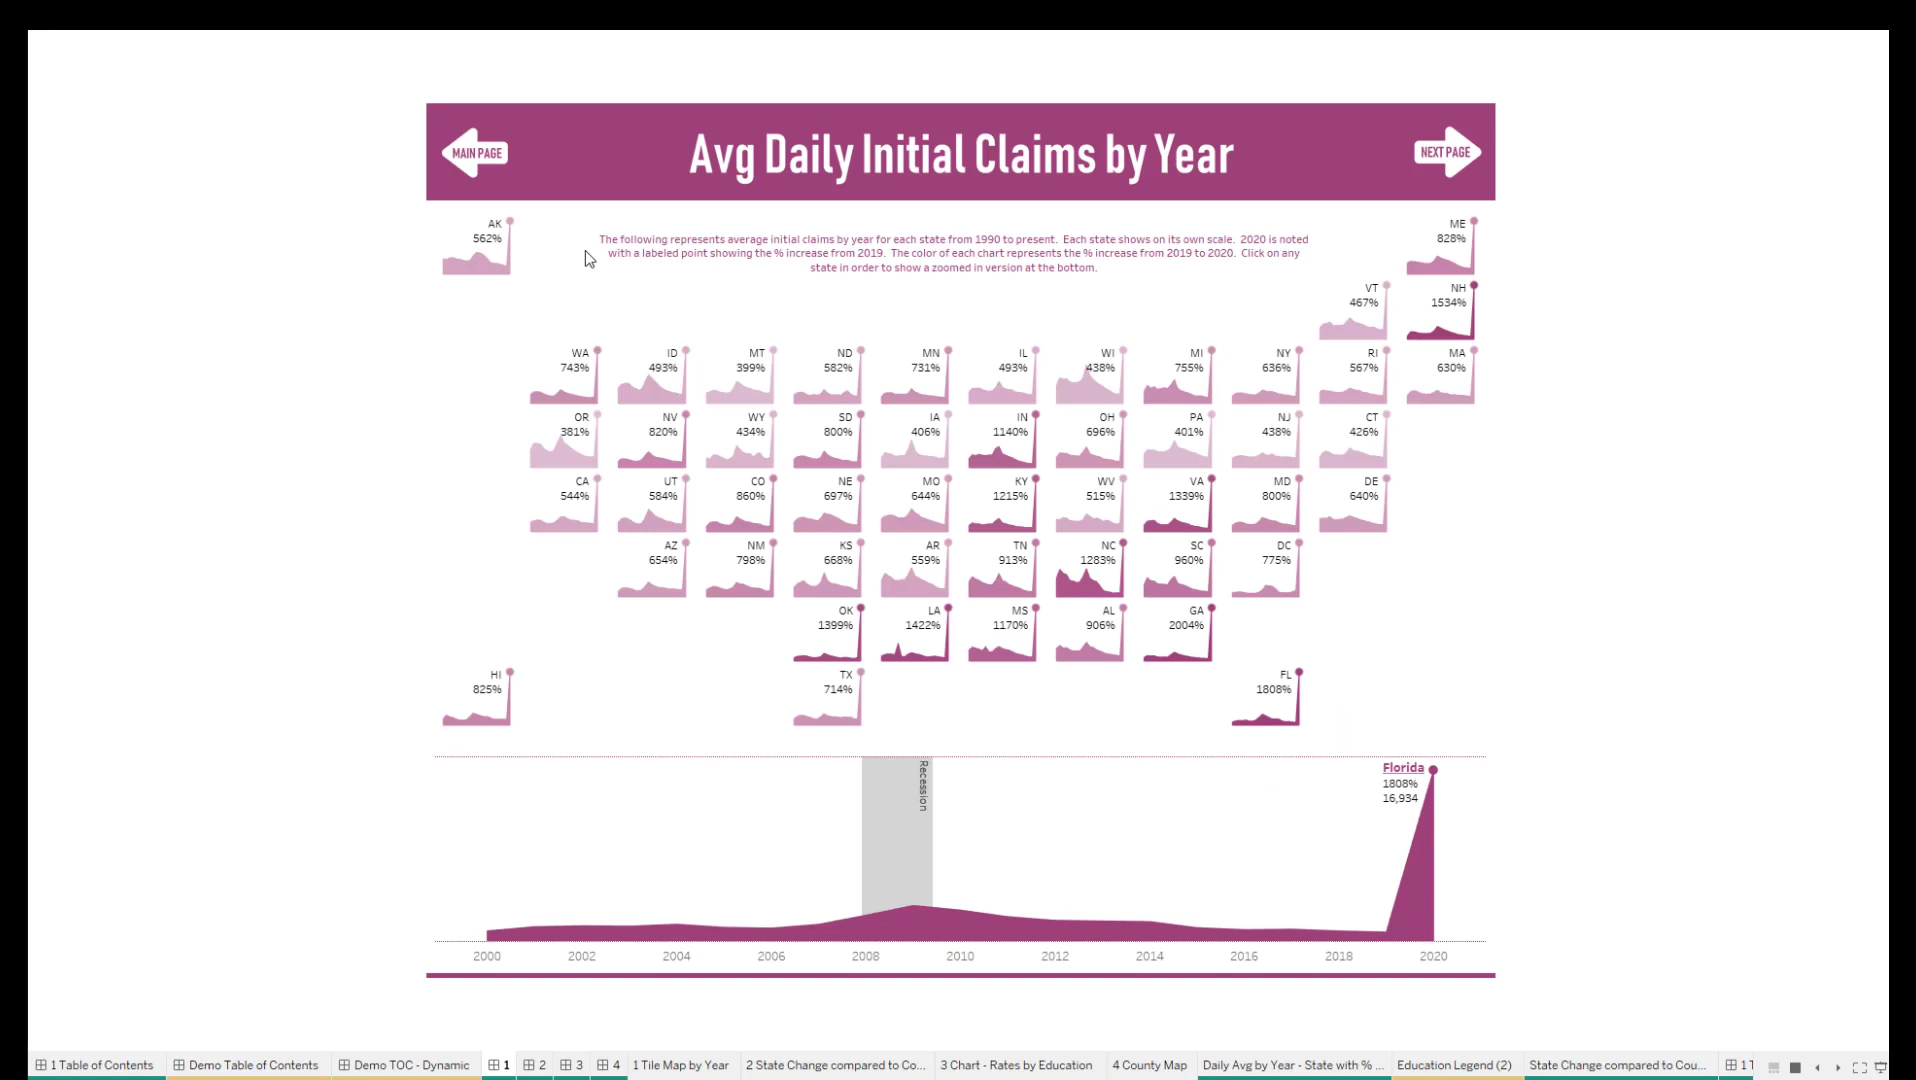 MAIN PAGE
Avg Daily Initial Claims by Year
NEXT PAGE
The following represents average initial claims by year for each state from 1990 to present. Each state shows on its own scale. 2020 is noted
with a labeled point showing the % increase from 2019. The color of each chart represents the % increase from 2019 to 2020. Click on any
state in order to show a zoomed in version at the bottom.
AK
562%
ME
828%
VT
467%
NH
1534%
WA
743%
ID
493%
MT
399%
ND
582%
MN
731%
IL
493%
WI
438%
MI
755%
NY
636%
RI
567%
MA
630%
OR
381%
NV
820%
WY
434%
SD
800%
IA
406%
IN
1140%
OH
696%
PA
401%
NJ
438%
CT
426%
CA
544%
UT
584%
CO
860%
NE
697%
MO
644%
KY
1215%
WV
515%
VA
1339%
MD
800%
DE
640%
AZ
654%
NM
798%
KS
668%
AR
559%
TN
913%
NC
1283%
SC
960%
DC
775%
OK
1399%
LA
1422%
MS
1170%
AL
906%
GA
2004%
HI
825%
TX
714%
FL
1808%
Recession
Florida
1808%
16,934
2000 2002 2004 2006 2008 2010 2012 2014 2016 2018 2020
1 Table of Contents Demo Table of Contents Demo TOC - Dynamic 1 2 3 4 1 Tile Map by Year 2 State Change compared to Co... 3 Chart - Rates by Education 4 County Map Daily Avg by Year - State with % ... Education Legend (2) State Change compared to Cou... 1